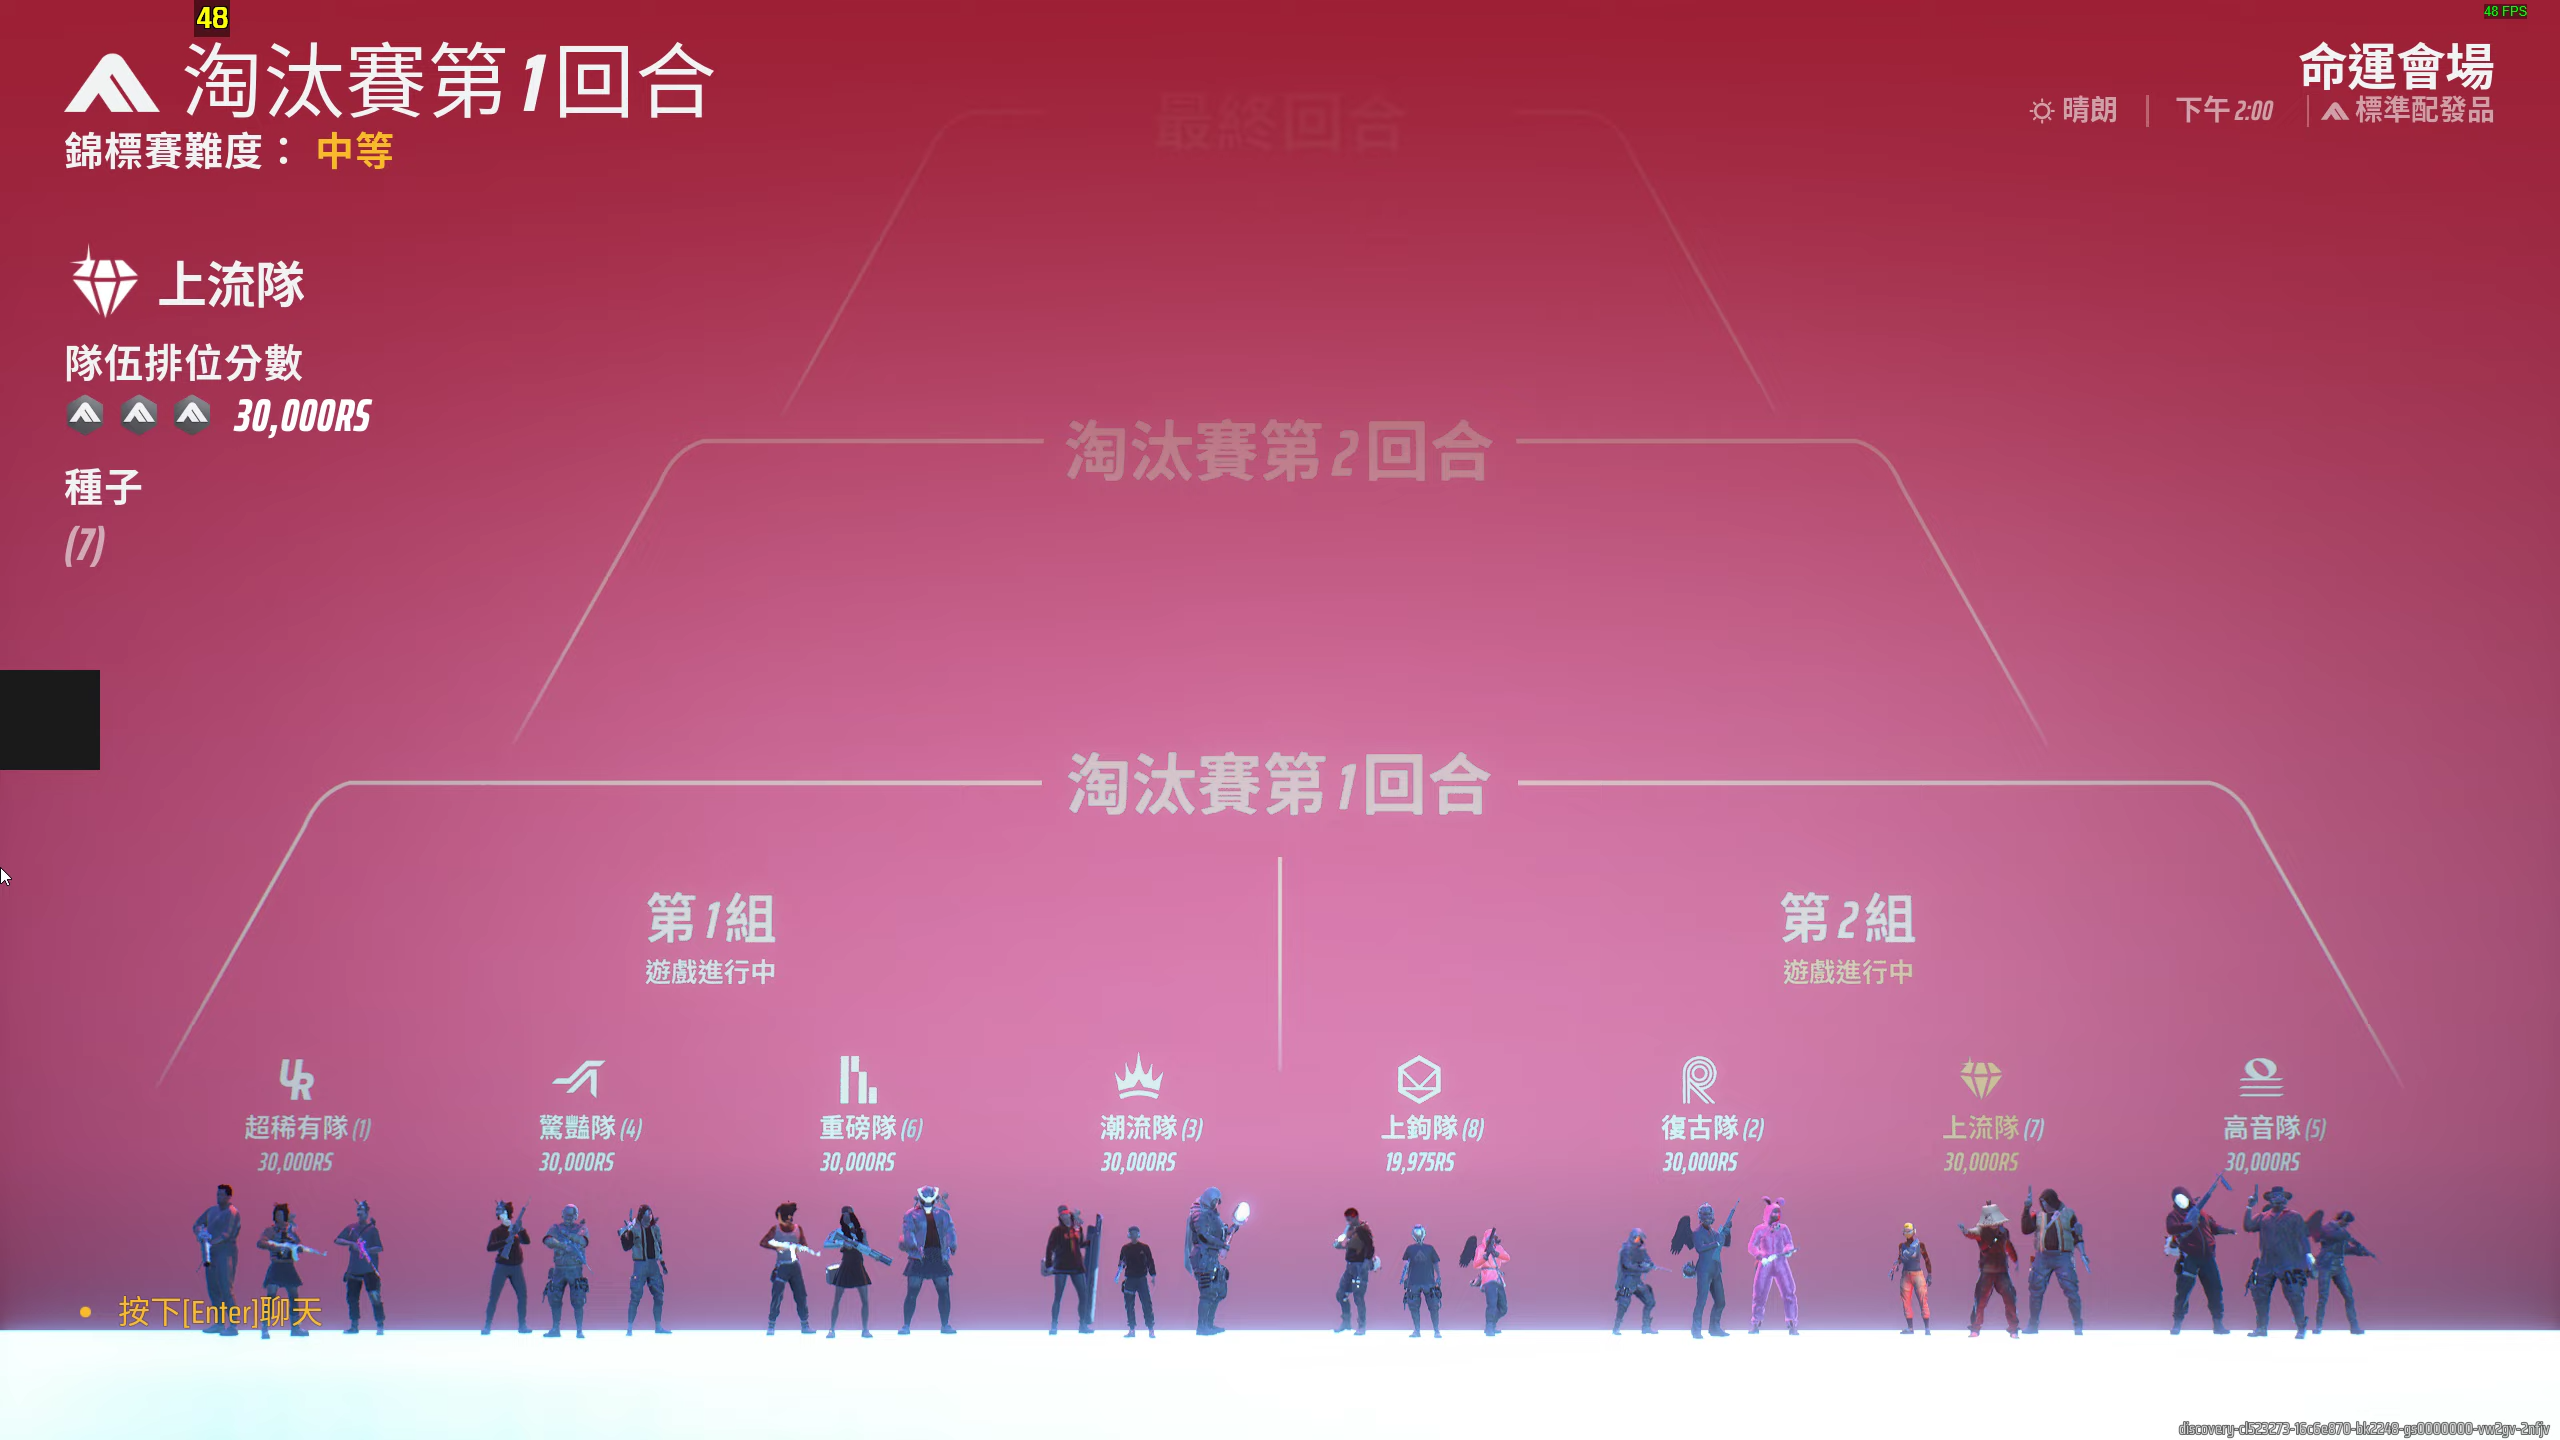 48
48 FPS
淘汰賽第1回合
錦標賽難度： 中等
命運會場
晴朗 | 下午 2:00 | 標準配發品
上流隊
隊伍排位分數
30,000RS
種子
(7)
最終回合
淘汰賽第2回合
淘汰賽第1回合
第1組
遊戲進行中
第2組
遊戲進行中
超稀有隊 (1)
30,000RS
驚豔隊 (4)
30,000RS
重磅隊 (6)
30,000RS
潮流隊 (3)
30,000RS
上鉤隊 (8)
19,975RS
復古隊 (2)
30,000RS
上流隊 (7)
30,000RS
高音隊 (5)
30,000RS
按下[Enter]聊天
discovery-cl523273-16c6e870-bk2248-gs0000000-vw2gv-2nfjv